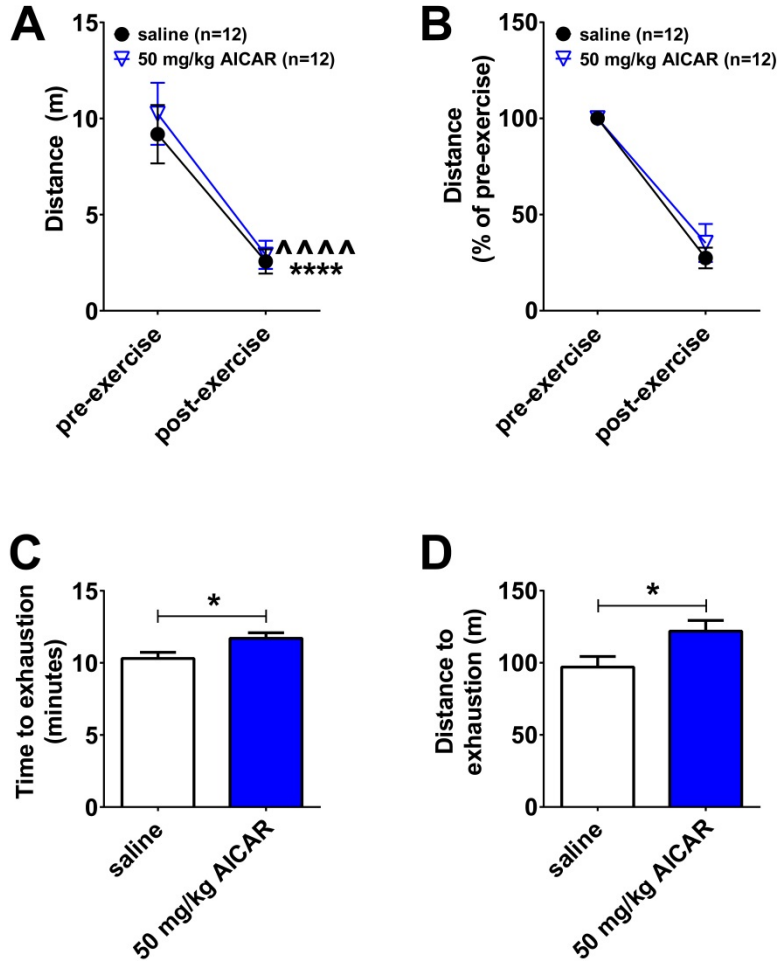 A
saline (n=12)
50 mg/kg AICAR (n=12)
Distance (m)
15
10
5
0
^^^^
****
pre-exercise
post-exercise
B
saline (n=12)
50 mg/kg AICAR (n=12)
Distance
(% of pre-exercise)
150
100
50
0
pre-exercise
post-exercise
C
Time to exhaustion
(minutes)
15
10
5
0
*
saline
50 mg/kg AICAR
D
Distance to
exhaustion (m)
150
100
50
0
*
saline
50 mg/kg AICAR